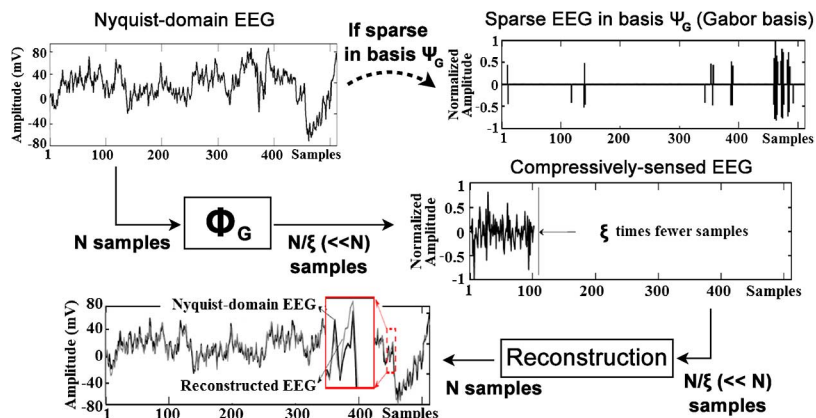 Nyquist-domain EEG
Amplitude (mV)
80
40
0
-40
-80
1
100
200
300
400
Samples
If sparse
in basis Ψ_G
Sparse EEG in basis Ψ_G (Gabor basis)
Normalized
Amplitude
1
0.5
0
0.5
-1
1
100
200
300
400
Samples
N samples
Φ_G
N/ξ (<<N)
samples
Compressively-sensed EEG
Normalized
Amplitude
1
0.5
0
-0.5
-1
ξ times fewer samples
1
100
200
300
400
Samples
Amplitude (mV)
80
40
0
-40
-80
Nyquist-domain EEG
Reconstructed EEG
1
100
200
300
400
Samples
N samples
Reconstruction
N/ξ (<< N)
samples